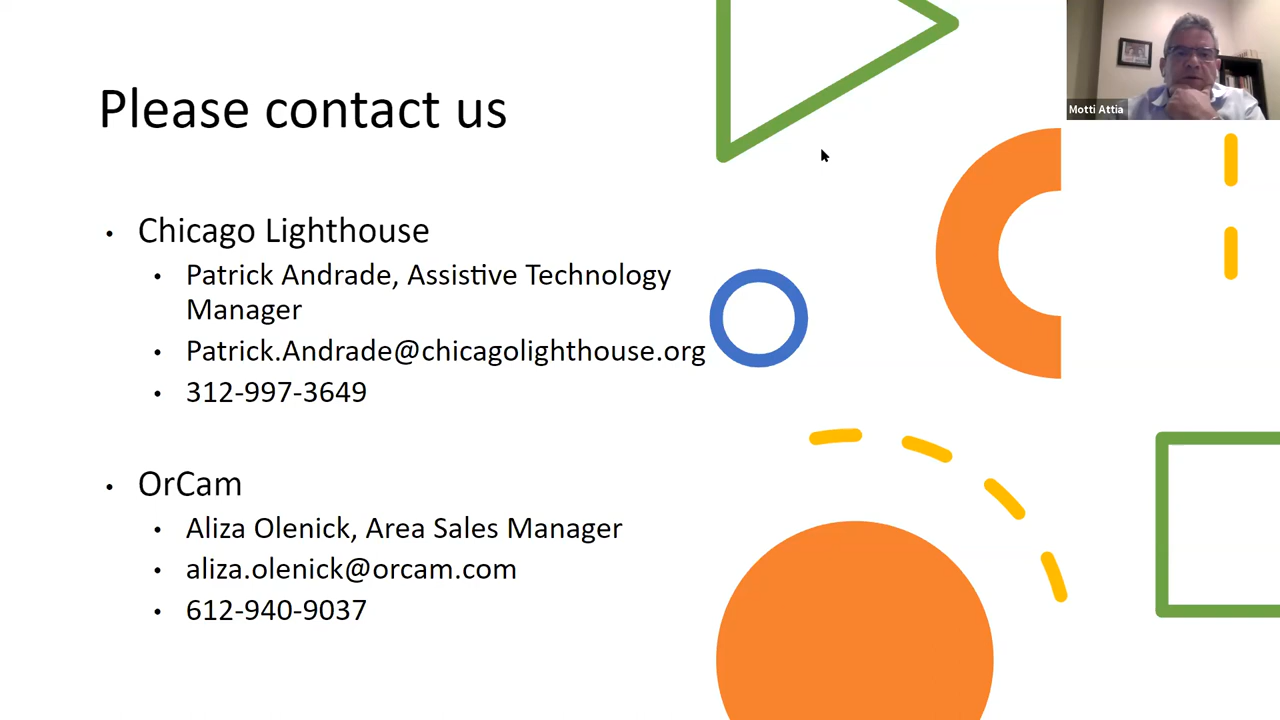 Please contact us
Motti Attia
• Chicago Lighthouse
• Patrick Andrade, Assistive Technology
Manager
• Patrick.Andrade@chicagolighthouse.org
• 312-997-3649
• OrCam
• Aliza Olenick, Area Sales Manager
• aliza.olenick@orcam.com
• 612-940-9037